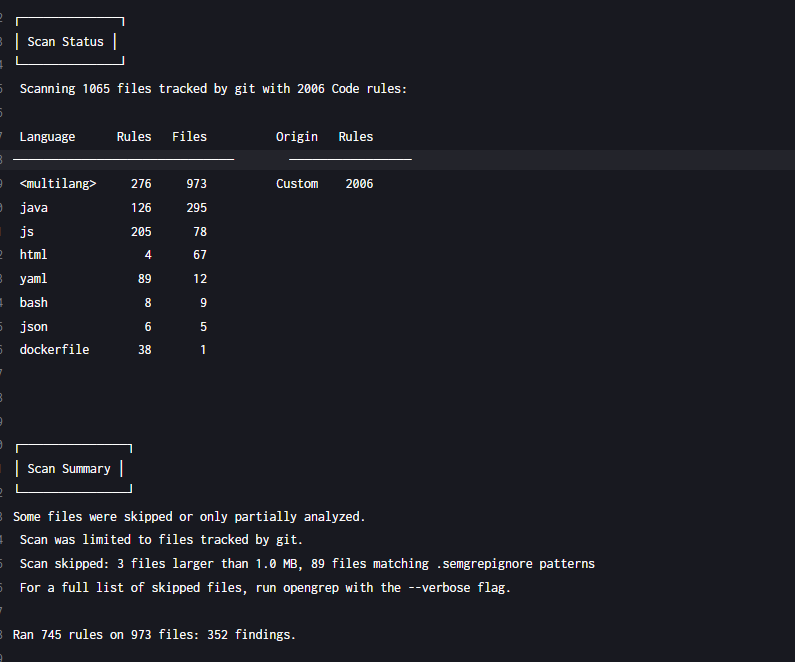 Scan Status
Scanning 1065 files tracked by git with 2006 Code rules:
Language Rules Files Origin Rules
<multilang> 276 973 Custom 2006
java 126 295
js 205 78
html 4 67
yaml 89 12
bash 8 9
json 6 5
dockerfile 38 1
Scan Summary
Some files were skipped or only partially analyzed.
Scan was limited to files tracked by git.
Scan skipped: 3 files larger than 1.0 MB, 89 files matching .semgrepignore patterns
For a full list of skipped files, run opengrep with the --verbose flag.
Ran 745 rules on 973 files: 352 findings.